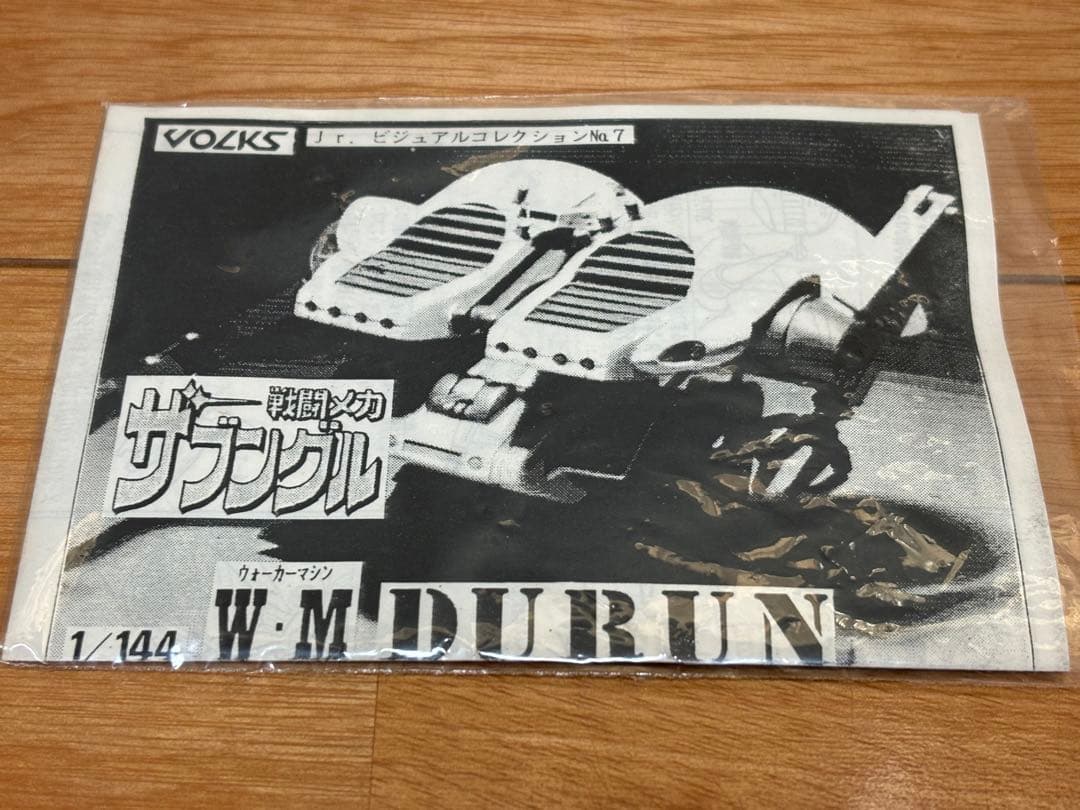 VOLKS
Jr. ビジュアルコレクションNo.7
戦闘メカ
ザブングル
ウォーカーマシン
1/144 W・M DURUN